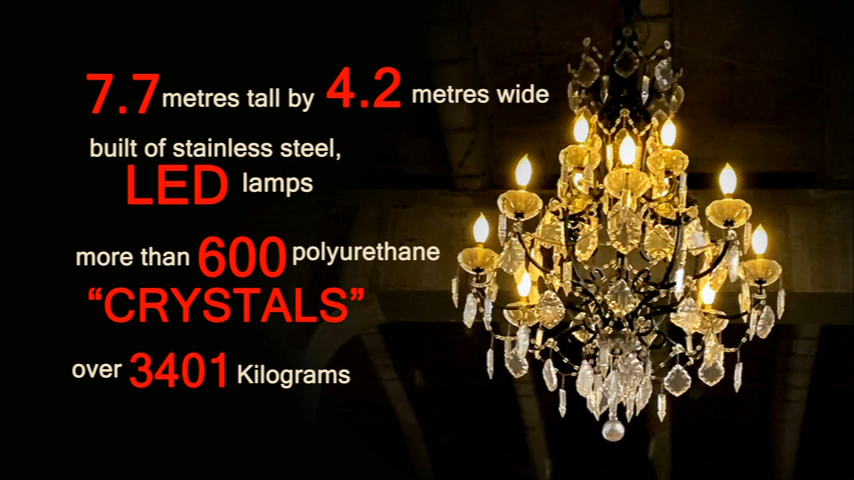 7.7 metres tall by 4.2 metres wide
built of stainless steel,
LED lamps
more than 600 polyurethane
“CRYSTALS”
over 3401 Kilograms